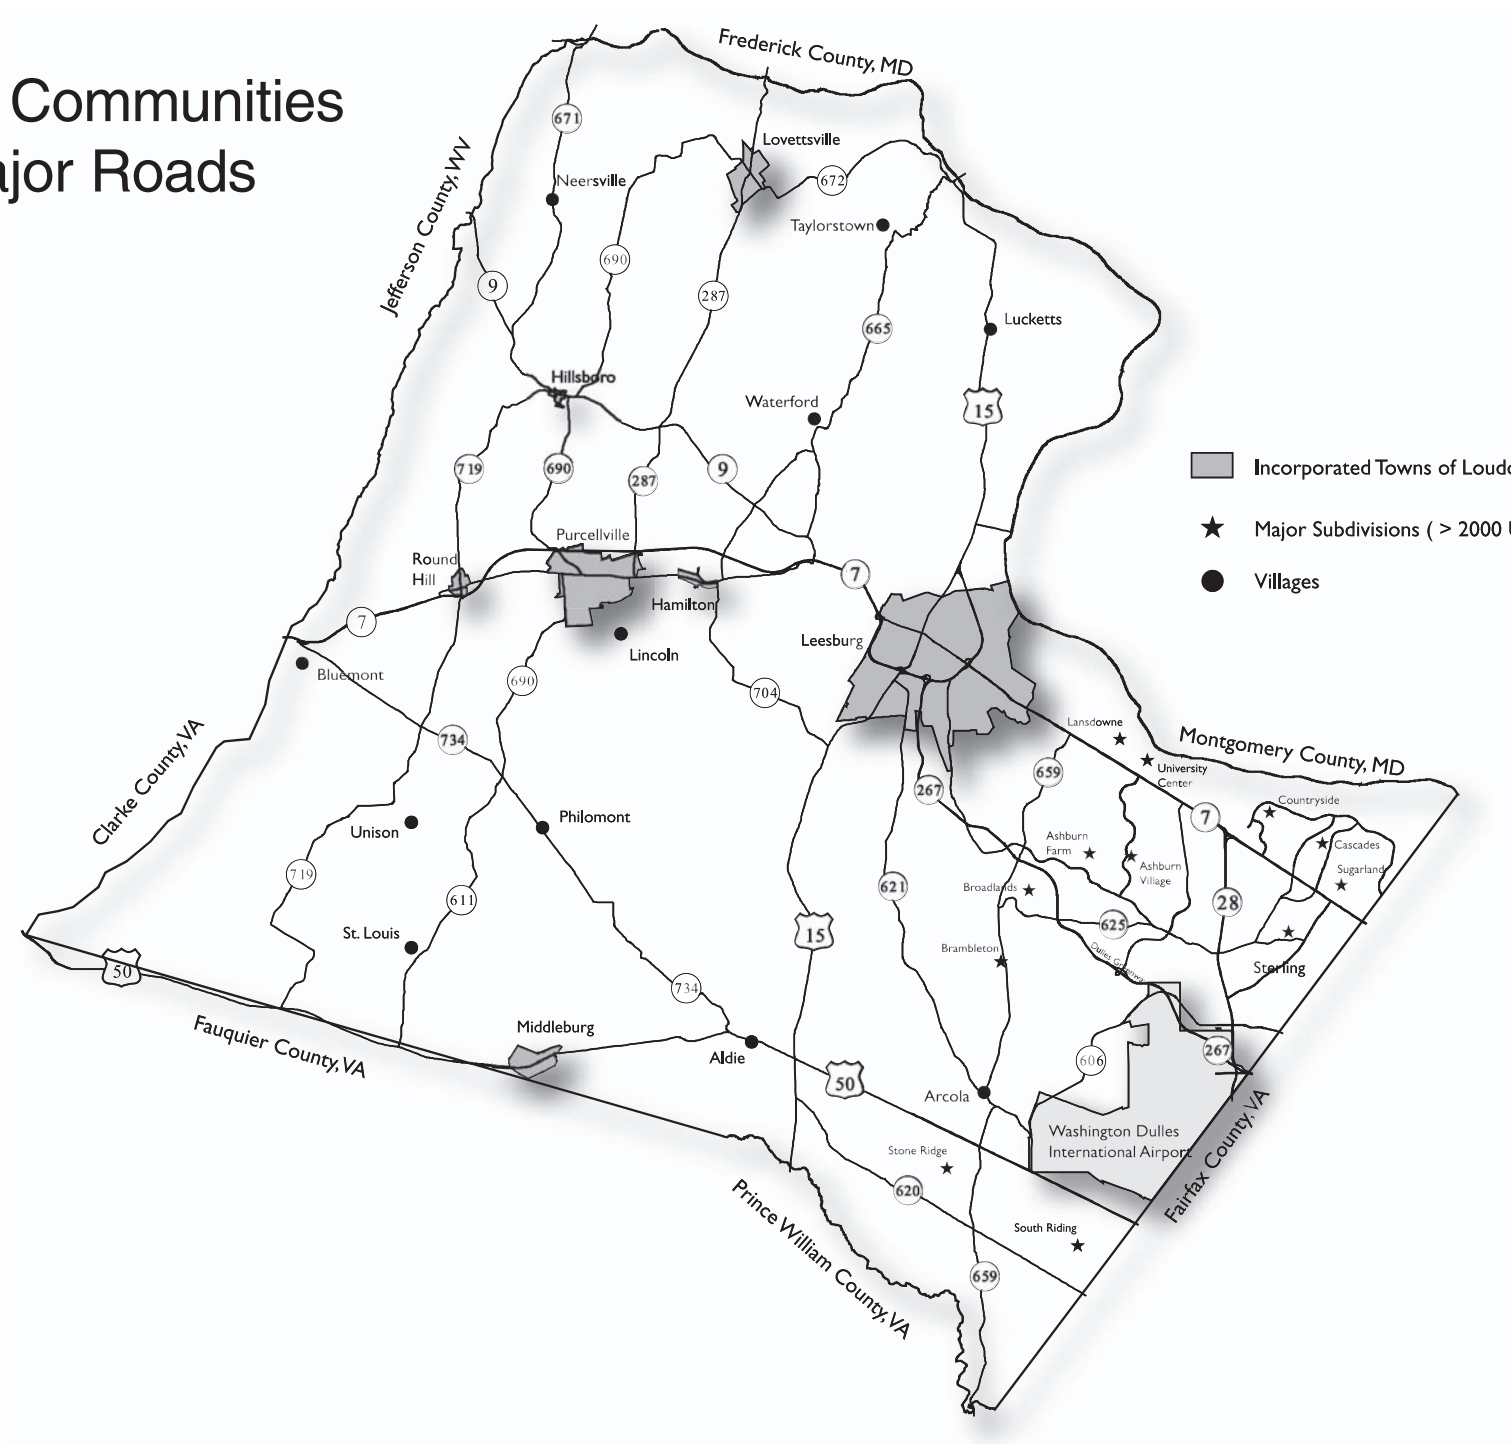 Communities
ajor Roads
Frederick County, MD
671
Lovettsville
Jefferson County, WV
Neersville
672
Taylorstown
690
9
287
Lucketts
665
Hillsboro
Waterford
15
719
690
287
9
Incorporated Towns of
Major Subdivisions ( > 2000
Villages
Purcellville
Round
Hill
7
Hamilton
7
Leesburg
Lincoln
Bluemont
690
704
Lansdowne
734
Clarke County, VA
Montgomery County, MD
University
Center
659
267
Countryside
7
Philomont
Unison
Ashburn
Farm
Cascades
Ashburn
Village
Sugarland
719
Broadlands
621
611
28
625
15
St. Louis
Brambleton
Dulles Greenway
Sterling
50
734
Middleburg
Fauquier County, VA
Aldie
267
606
50
Arcola
Washington Dulles
International Airport
Fairfax County, VA
Stone Ridge
620
Prince William County, VA
South Riding
659